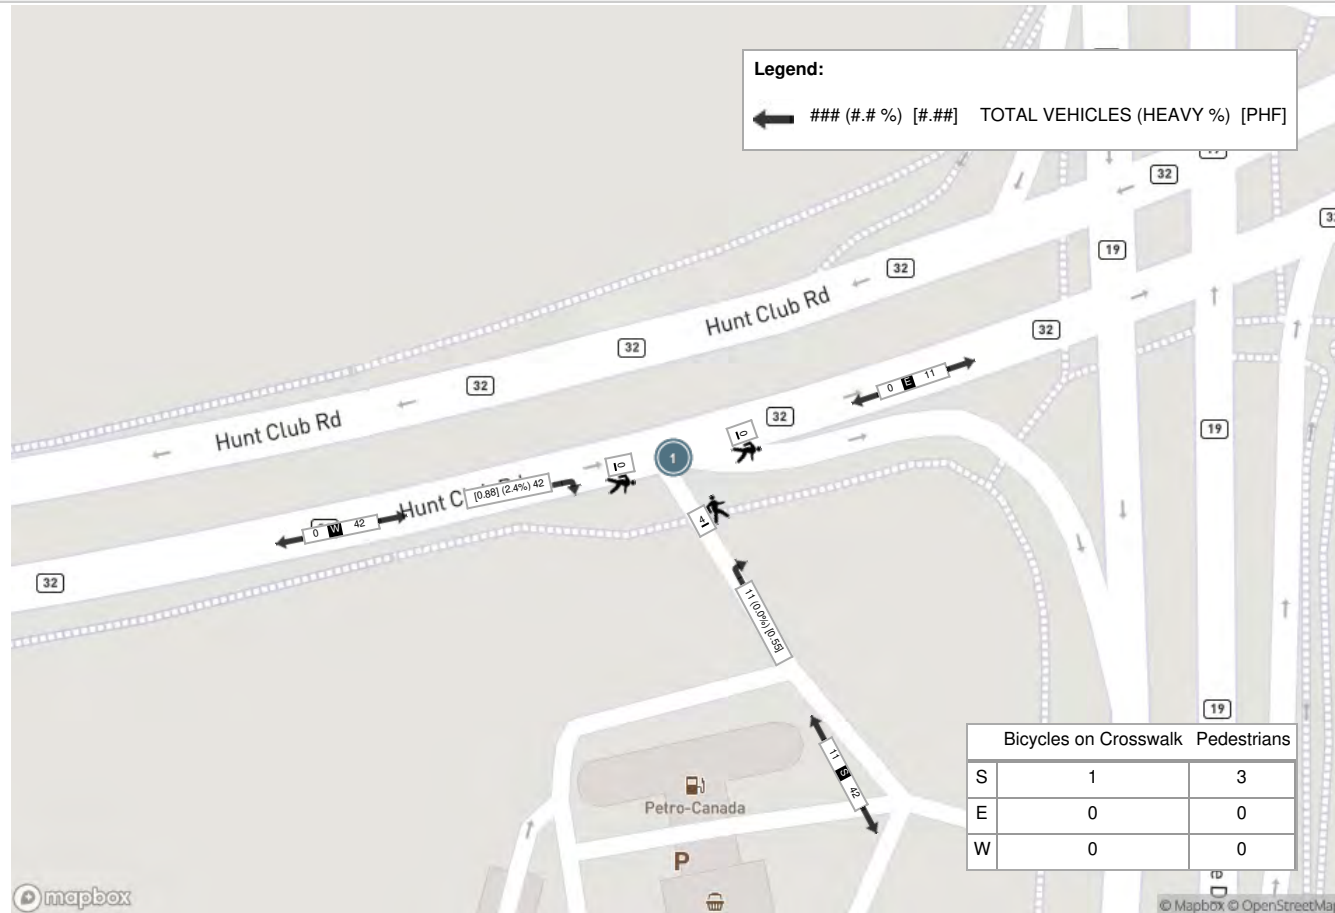 Legend:
### (#.# %) [#.##] TOTAL VEHICLES (HEAVY %) [PHF]
32
32
19
32
Hunt Club Rd
32
32
32
Hunt Club Rd
0 E 11
32
19
0
1
0
[0.88] (2.4%) 42
Hunt C
0 W 42
4
32
11 (0.0%) [0.55]
19
11 S 42
Petro-Canada
P
Bicycles on Crosswalk Pedestrians
S 1 3
E 0 0
W 0 0
mapbox
© Mapbox © OpenStreetMap